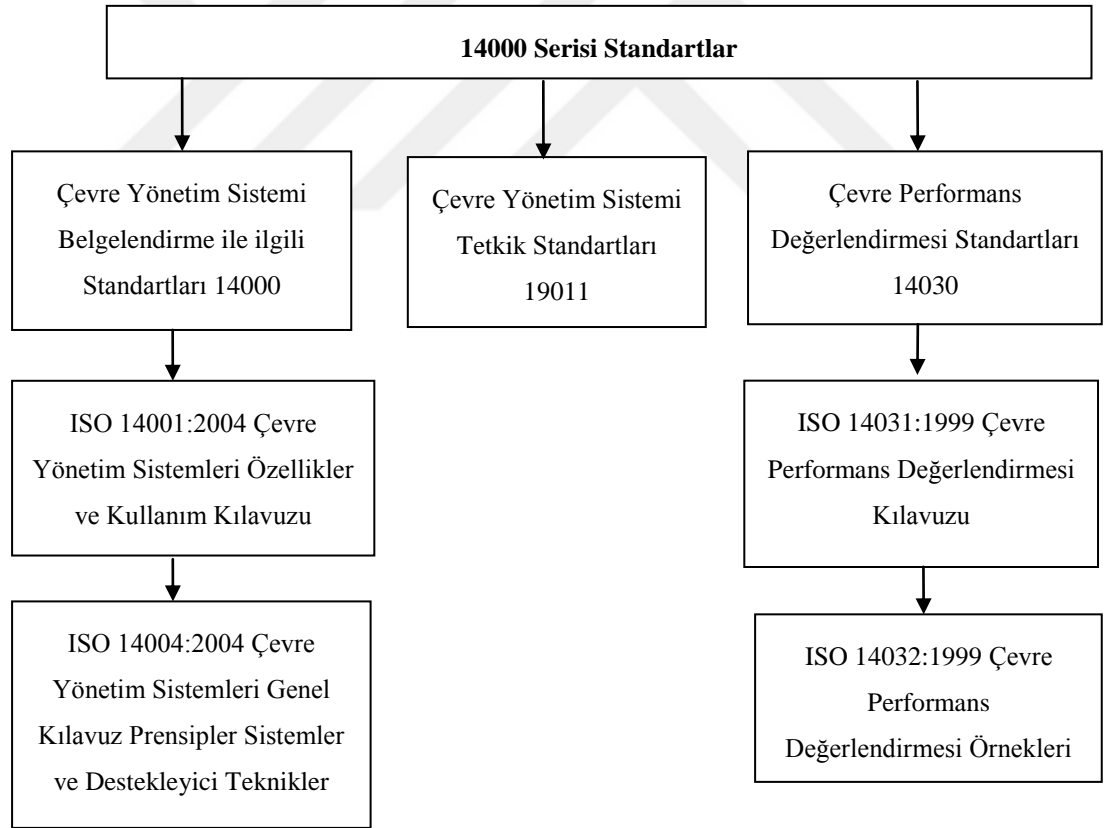 14000 Serisi Standartlar
Çevre Yönetim Sistemi
Belgelendirme ile ilgili
Standartları 14000
Çevre Yönetim Sistemi
Tetkik Standartları
19011
Çevre Performans
Değerlendirmesi Standartları
14030
ISO 14001:2004 Çevre
Yönetim Sistemleri Özellikler
ve Kullanım Kılavuzu
ISO 14031:1999 Çevre
Performans Değerlendirmesi
Kılavuzu
ISO 14004:2004 Çevre
Yönetim Sistemleri Genel
Kılavuz Prensipler Sistemler
ve Destekleyici Teknikler
ISO 14032:1999 Çevre
Performans
Değerlendirmesi Örnekleri